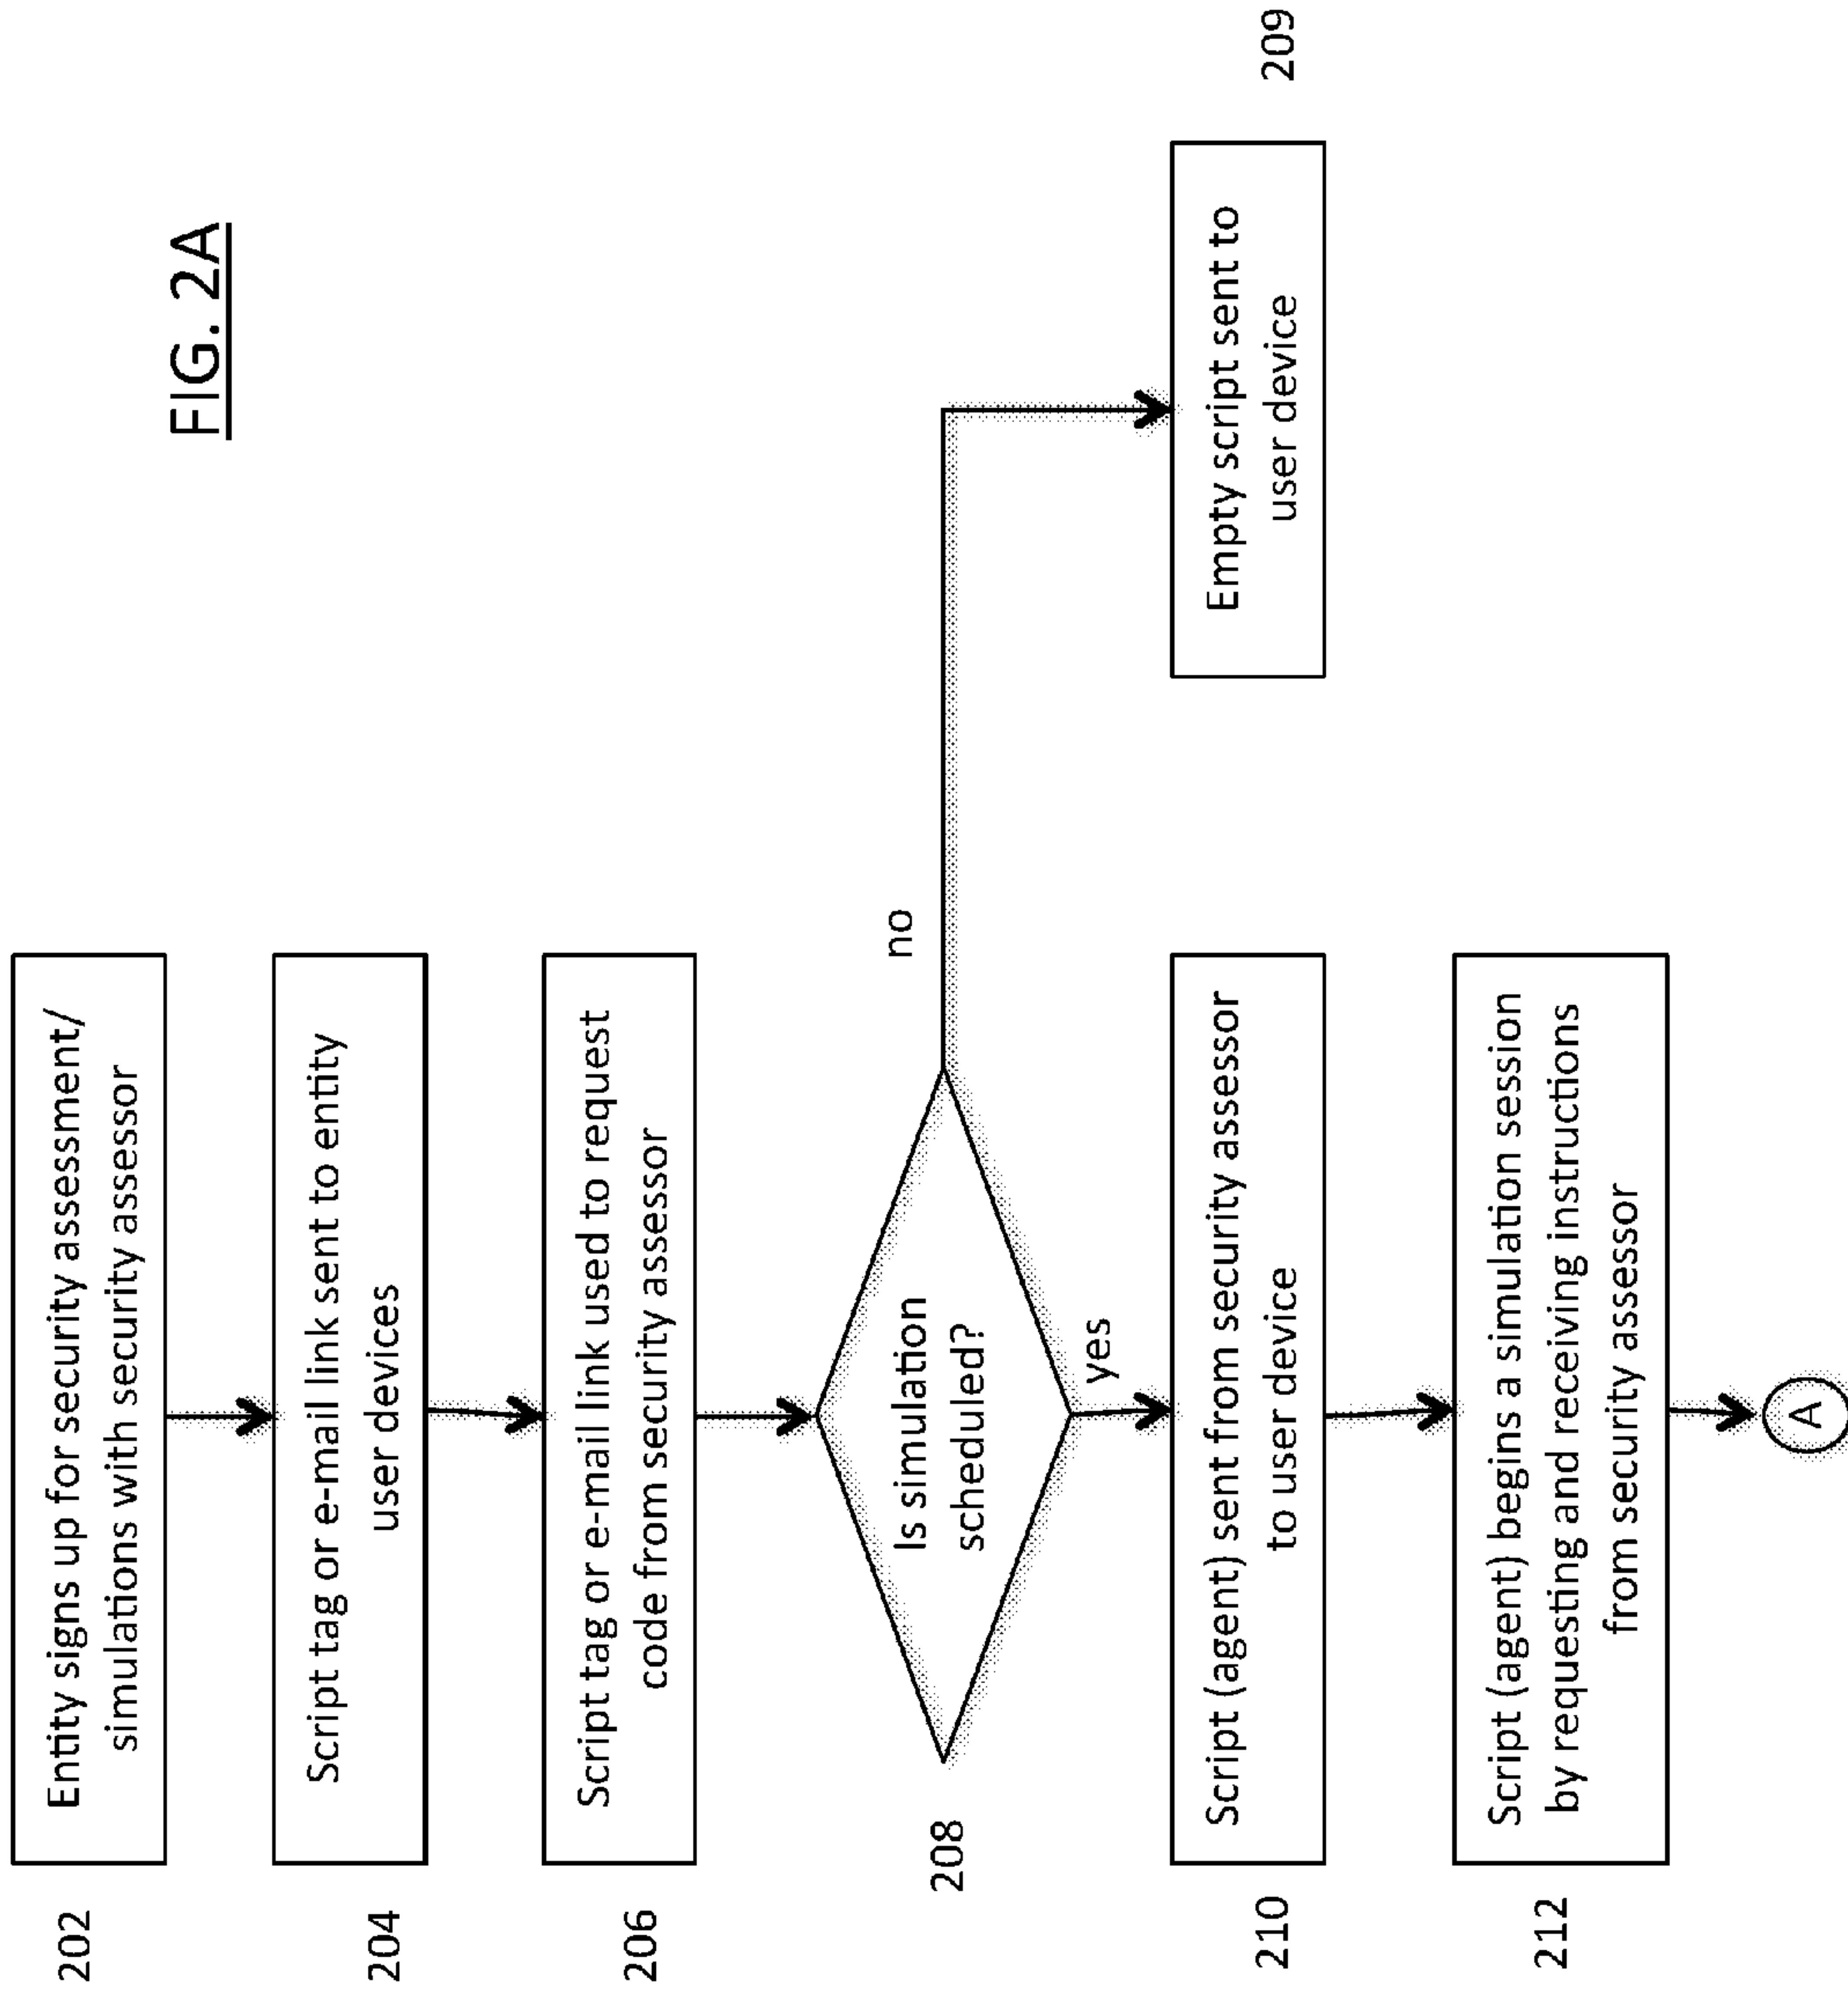 FIG. 2A
202
Entity signs up for security assessment/
simulations with security assessor
204
Script tag or e-mail link sent to entity
user devices
206
Script tag or e-mail link used to request
code from security assessor
208
Is simulation
scheduled?
no
yes
210
Script (agent) sent from security assessor
to user device
Empty script sent to
user device
209
212
Script (agent) begins a simulation session
by requesting and receiving instructions
from security assessor
A